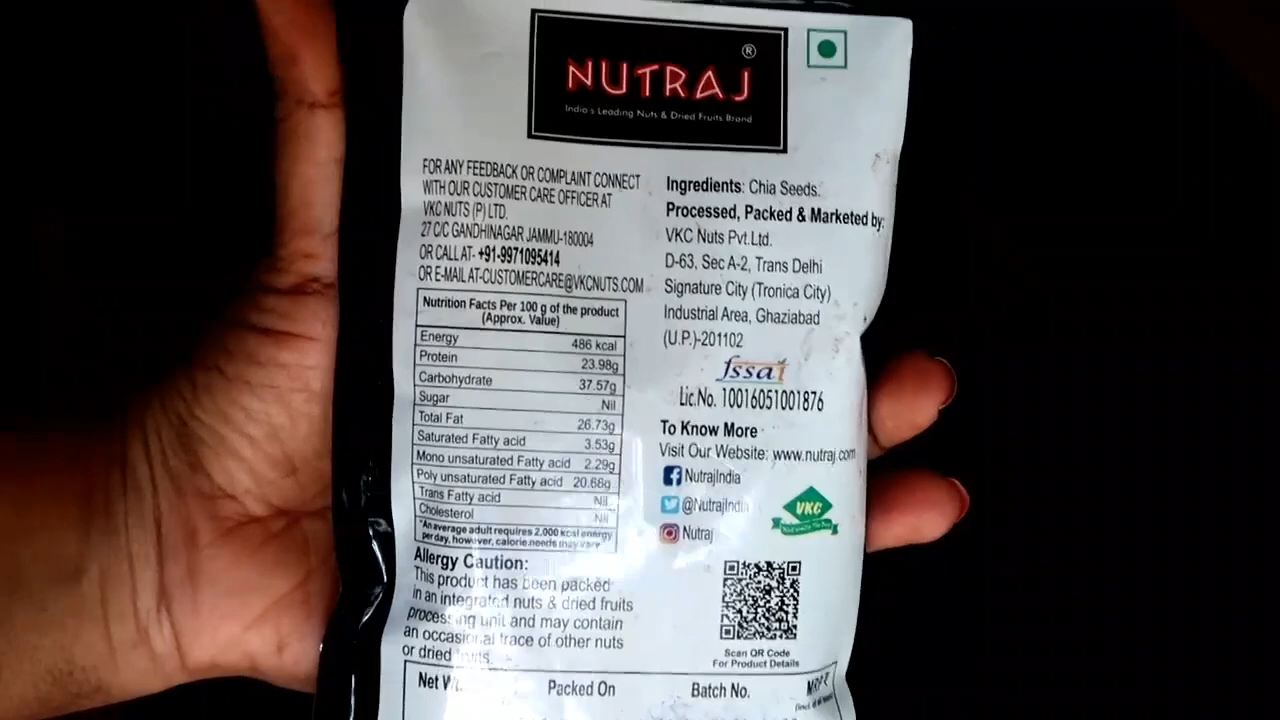 NUTRAJ ®
India's Leading Nuts & Dried Fruits Brand
FOR ANY FEEDBACK OR COMPLAINT CONNECT
WITH OUR CUSTOMER CARE OFFICER AT
VKC NUTS (P) LTD.
27 C/C GANDHINAGAR JAMMU-180004
OR CALL AT- +91-9971095414
OR E-MAIL AT-CUSTOMERCARE@VKCNUTS.COM
Nutrition Facts Per 100 g of the product
(Approx. Value)
Energy 486 kcal
Protein 23.98g
Carbohydrate 37.57g
Sugar Nil
Total Fat 26.73g
Saturated Fatty acid 3.53g
Mono unsaturated Fatty acid 2.29g
Poly unsaturated Fatty acid 20.68g
Trans Fatty acid Nil
Cholesterol Nil
*An average adult requires 2,000 kcal energy
per day, however, calorie needs may vary
Allergy Caution:
This product has been packed
in an integrated nuts & dried fruits
processing unit and may contain
an occasional trace of other nuts
or dried fruits.
Ingredients: Chia Seeds.
Processed, Packed & Marketed by:
VKC Nuts Pvt.Ltd.
D-63, Sec A-2, Trans Delhi
Signature City (Tronica City)
Industrial Area, Ghaziabad
(U.P.)-201102
fssai
Lic.No. 10016051001876
To Know More
Visit Our Website: www.nutraj.com
NutrajIndia
@NutrajIndia
Nutraj
VKC
Scan QR Code
For Product Details
Net Wt. Packed On Batch No. MRP ₹